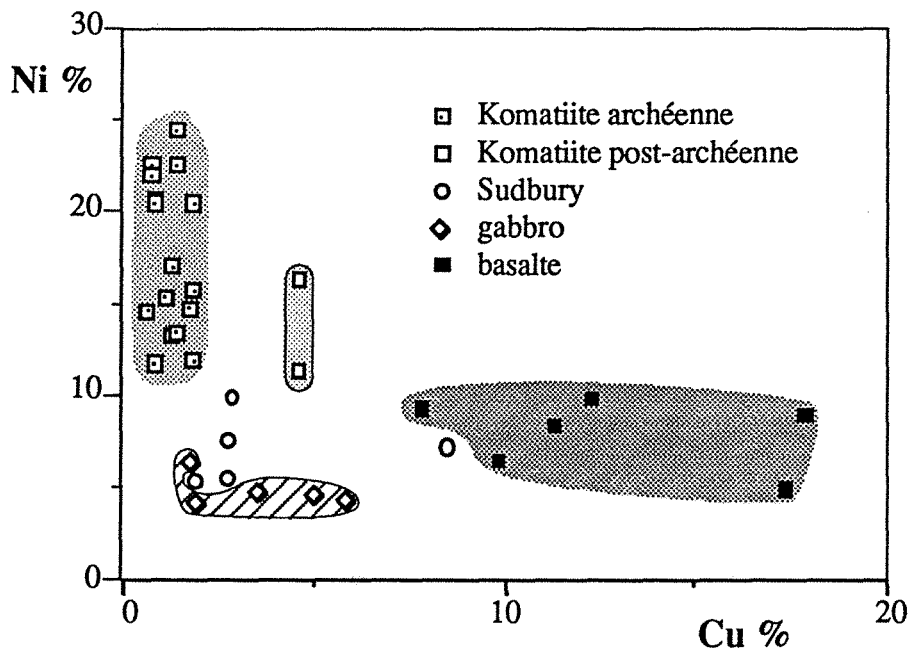 30
Ni %
Komatiite archéenne
Komatiite post-archéenne
Sudbury
gabbro
basalte
20
10
0
0
10
20
Cu %